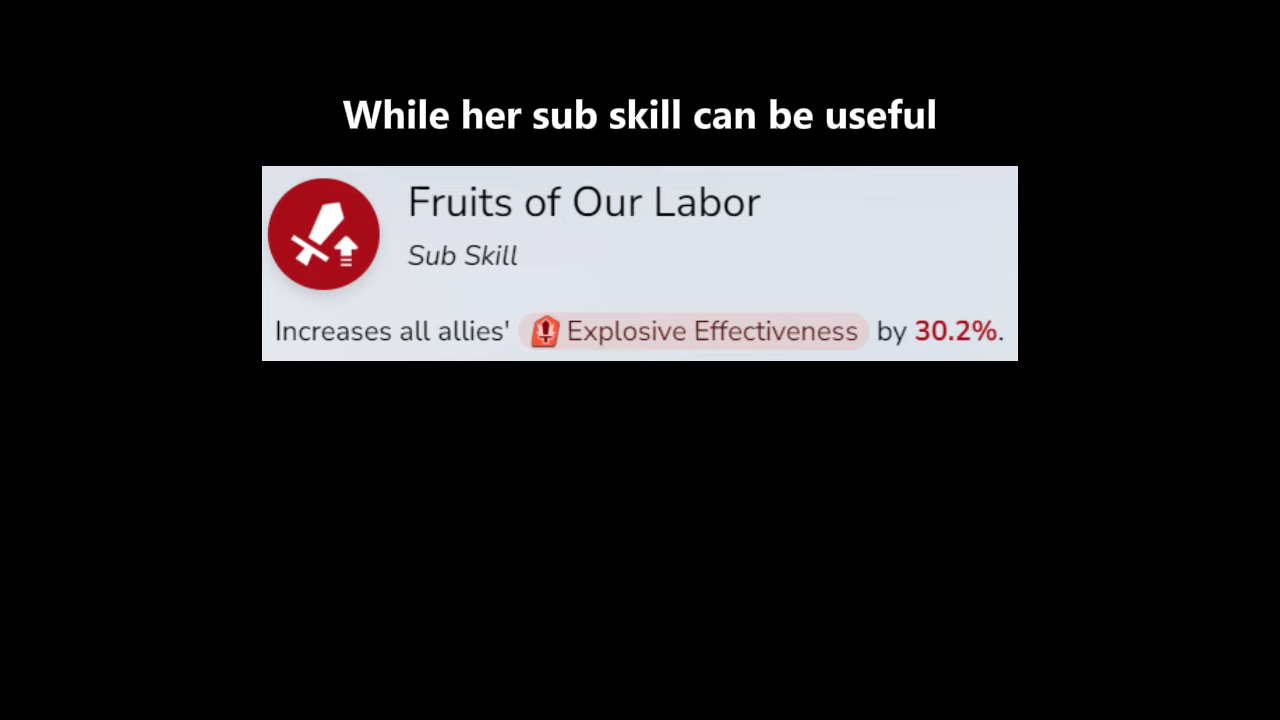 While her sub skill can be useful
Fruits of Our Labor
Sub Skill
Increases all allies' Explosive Effectiveness by 30.2%.